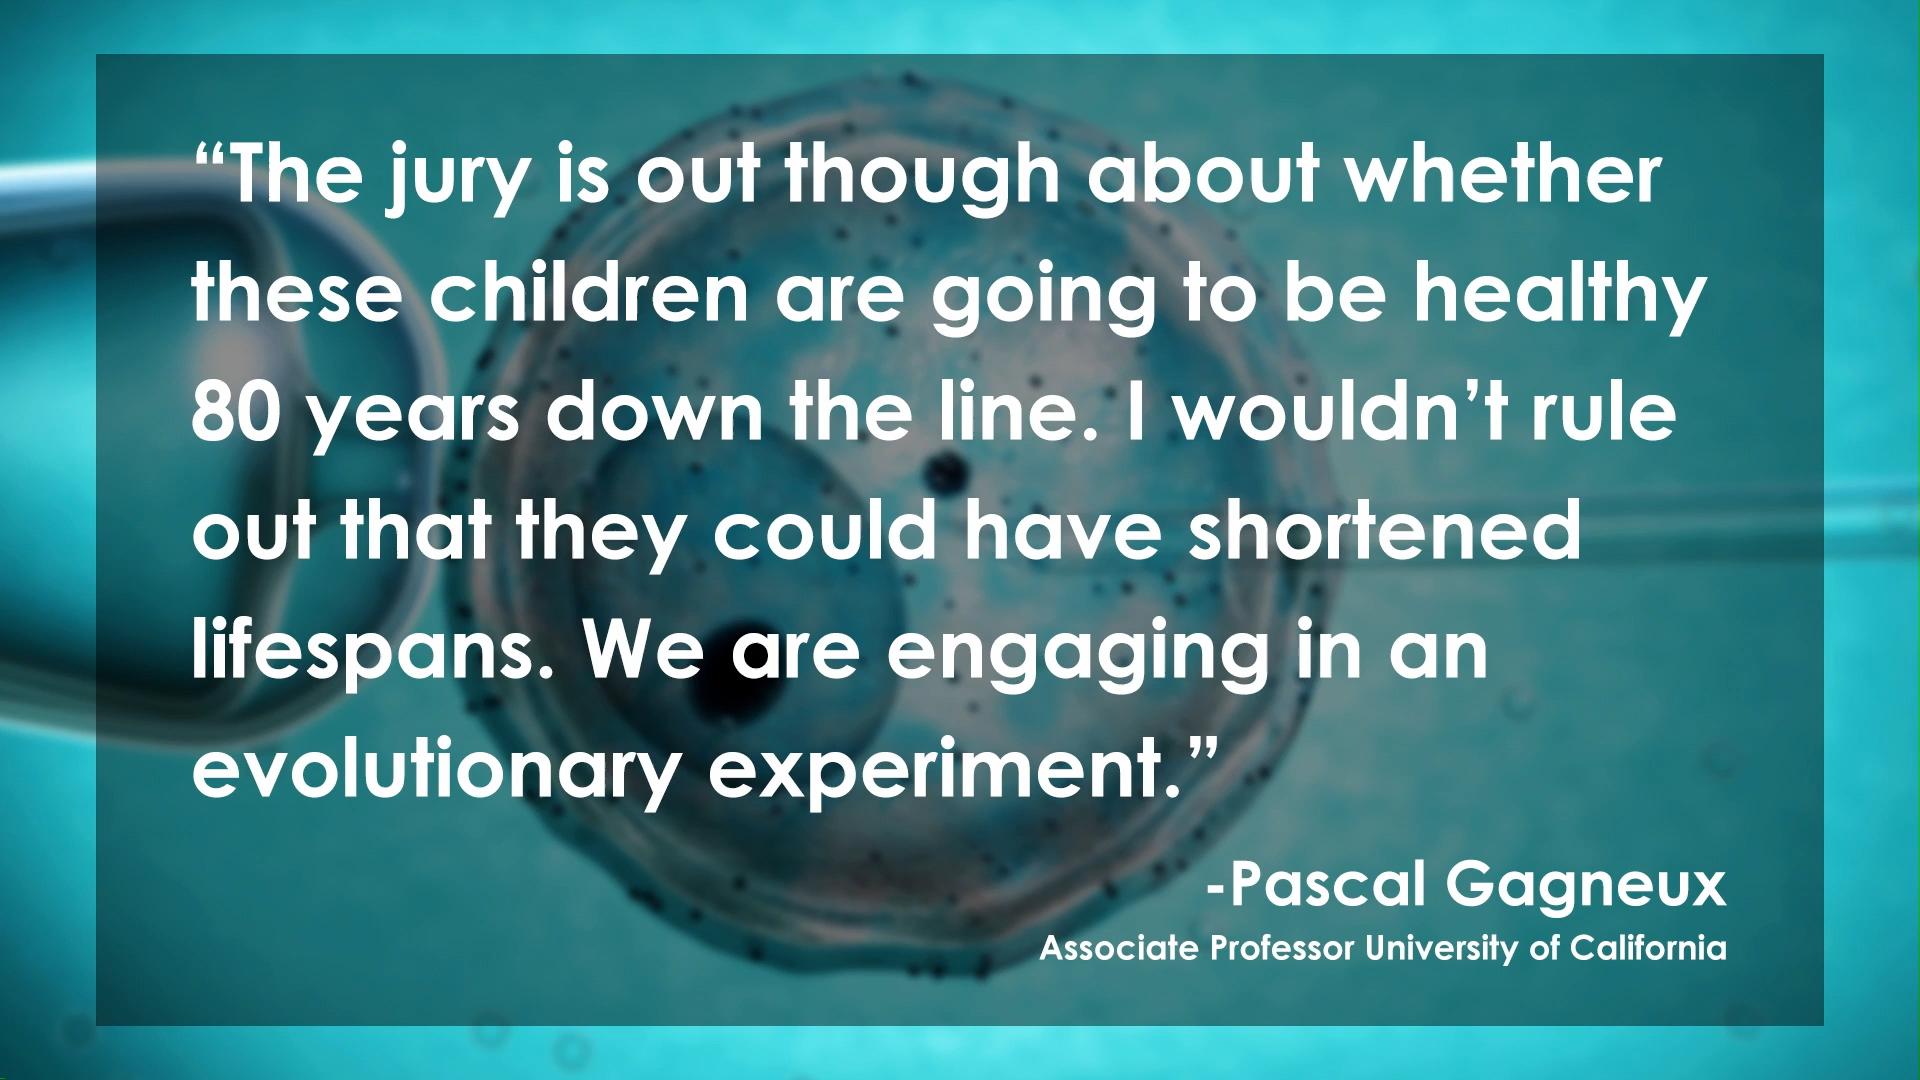 “The jury is out though about whether
these children are going to be healthy
80 years down the line. I wouldn’t rule
out that they could have shortened
lifespans. We are engaging in an
evolutionary experiment.”
-Pascal Gagneux
Associate Professor University of California